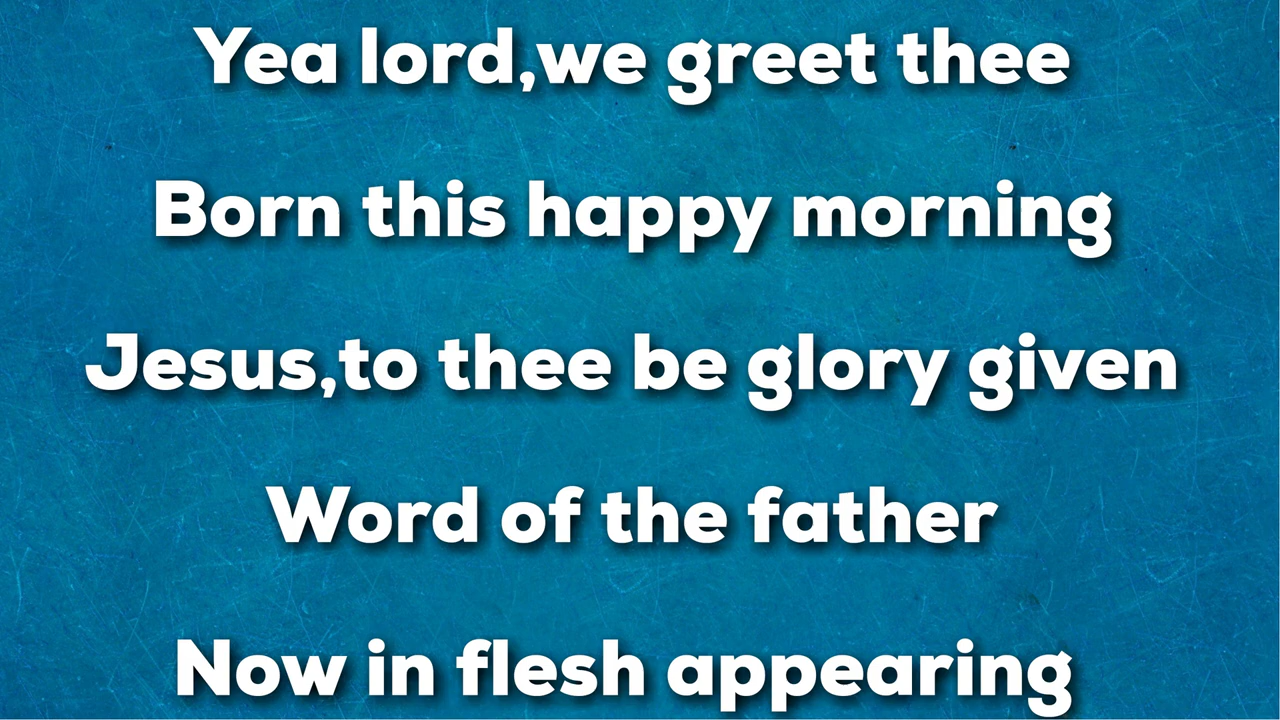 Yea lord,we greet thee
Born this happy morning
Jesus,to thee be glory given
Word of the father
Now in flesh appearing